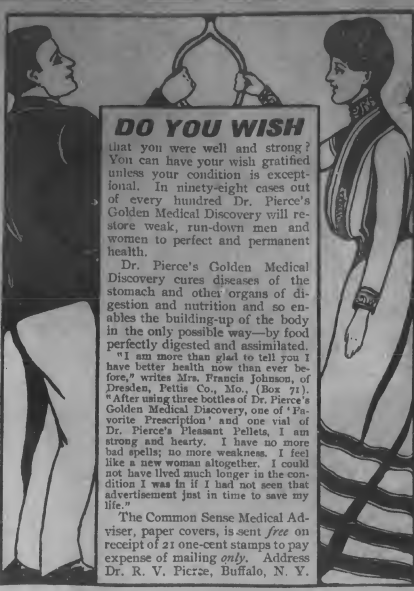 DO YOU WISH
that you were well and strong?
You can have your wish gratified
unless your condition is except-
ional. In ninety-eight cases out
of every hundred Dr. Pierce's
Golden Medical Discovery will re-
store weak, run-down men and
women to perfect and permanent
health.
Dr. Pierce's Golden Medical
Discovery cures diseases of the
stomach and other organs of di-
gestion and nutrition and so en-
ables the building-up of the body
in the only possible way—by food
perfectly digested and assimilated.
"I am more than glad to tell you I
have better health now than ever be-
fore," writes Mrs. Francis Johnson, of
Dresden, Pettis Co., Mo., (Box 71).
"After using three bottles of Dr. Pierce's
Golden Medical Discovery, one of 'Fa-
vorite Prescription' and one vial of
Dr. Pierce's Pleasant Pellets, I am
strong and hearty. I have no more
bad spells; no more weakness. I feel
like a new woman altogether. I could
not have lived much longer in the con-
dition I was in if I had not seen that
advertisement just in time to save my
life."
The Common Sense Medical Ad-
viser, paper covers, is sent free on
receipt of 21 one-cent stamps to pay
expense of mailing only. Address
Dr. R. V. Pierce, Buffalo, N. Y.